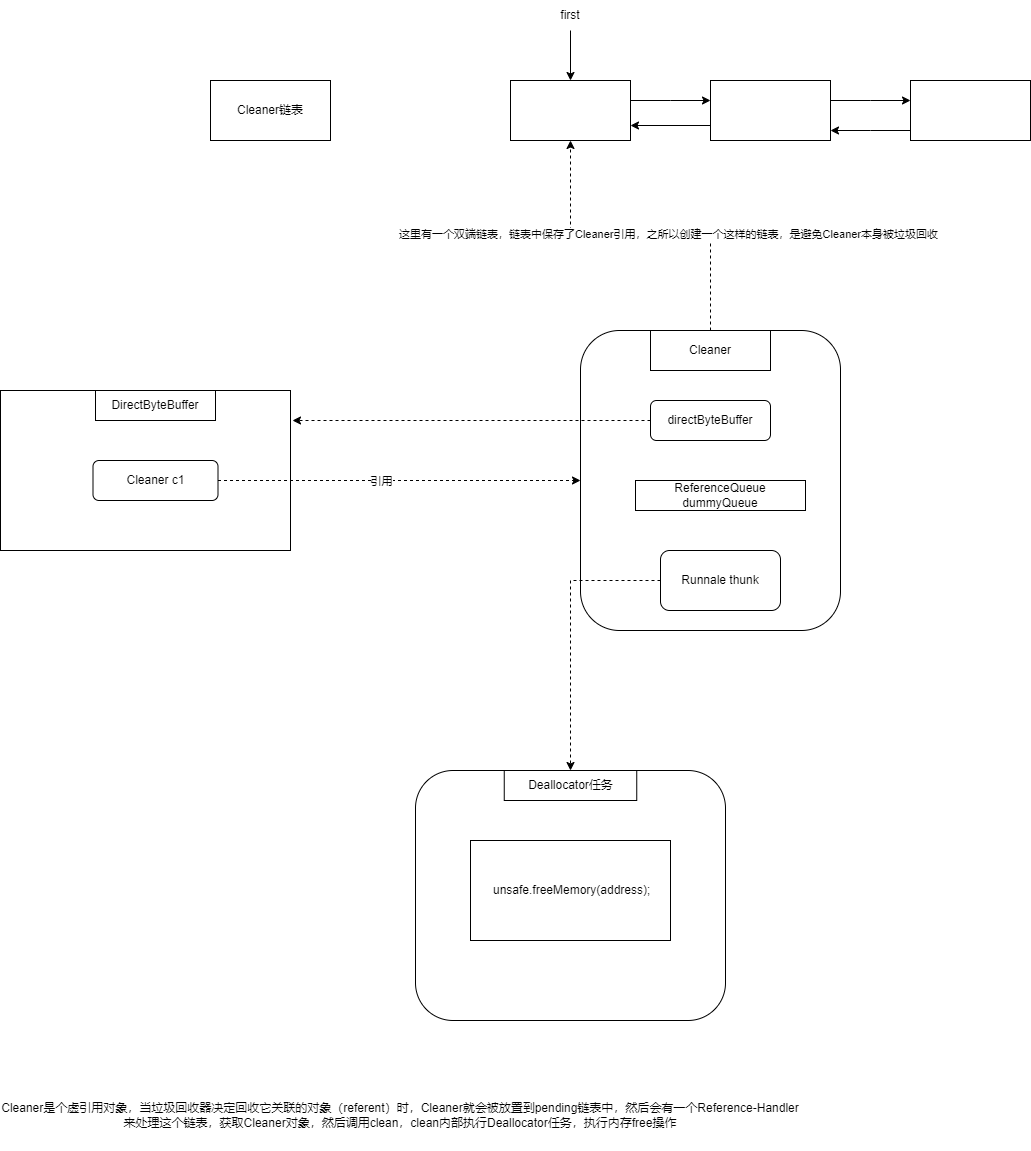 first
Cleaner链表
这里有一个双端链表，链表中保存了Cleaner引用，之所以创建一个这样的链表，是避免Cleaner本身被垃圾回收
Cleaner
DirectByteBuffer
directByteBuffer
Cleaner c1
引用
ReferenceQueue
dummyQueue
Runnale thunk
Deallocator任务
unsafe.freeMemory(address);
Cleaner是个虚引用对象，当垃圾回收器决定回收它关联的对象（referent）时，Cleaner就会被放置到pending链表中，然后会有一个Reference-Handler
来处理这个链表，获取Cleaner对象，然后调用clean，clean内部执行Deallocator任务，执行内存free操作